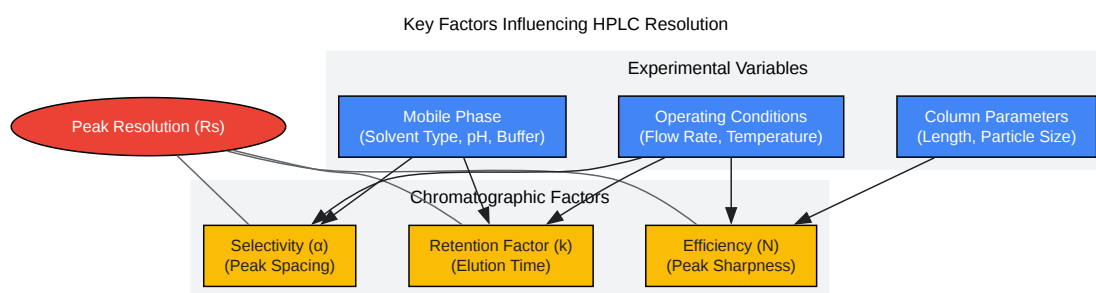 Key Factors Influencing HPLC Resolution
Experimental Variables
Peak Resolution (Rs)
Mobile Phase
(Solvent Type, pH, Buffer)
Operating Conditions
(Flow Rate, Temperature)
Column Parameters
(Length, Particle Size)
Chromatographic Factors
Selectivity (α)
(Peak Spacing)
Retention Factor (k)
(Elution Time)
Efficiency (N)
(Peak Sharpness)